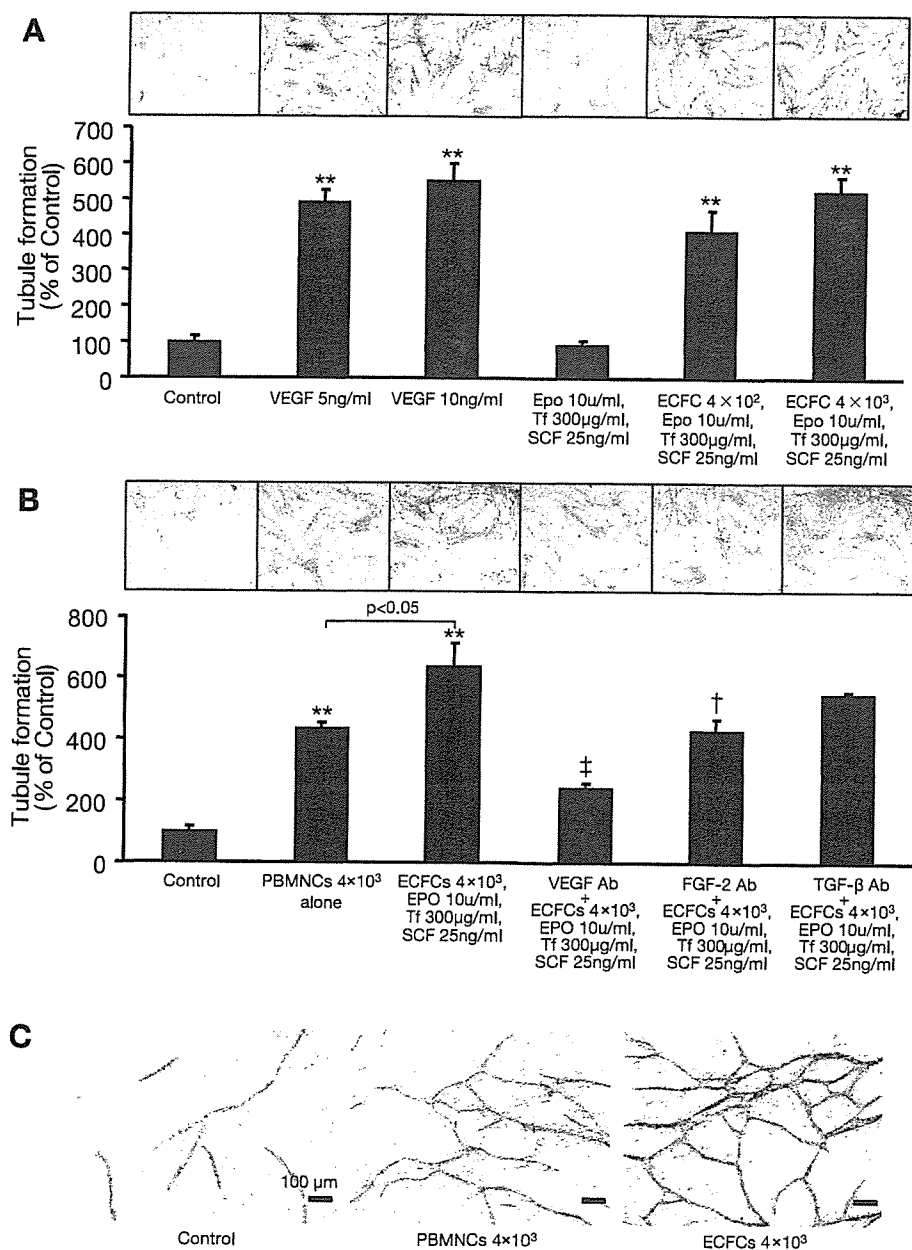 A
Tubule formation
(% of Control)
700
600
500
400
300
200
100
0
**
**
**
**
Control
VEGF 5ng/ml
VEGF 10ng/ml
Epo 10u/ml,
Tf 300μg/ml,
SCF 25ng/ml
ECFC 4×10²,
Epo 10u/ml,
Tf 300μg/ml,
SCF 25ng/ml
ECFC 4×10³,
Epo 10u/ml,
Tf 300μg/ml,
SCF 25ng/ml
B
Tubule formation
(% of Control)
800
600
400
200
0
p<0.05
**
**
‡
†
Control
PBMNCs 4×10³
alone
ECFCs 4×10³,
EPO 10u/ml,
Tf 300μg/ml,
SCF 25ng/ml
VEGF Ab
+
ECFCs 4×10³,
EPO 10u/ml,
Tf 300μg/ml,
SCF 25ng/ml
FGF-2 Ab
+
ECFCs 4×10³,
EPO 10u/ml,
Tf 300μg/ml,
SCF 25ng/ml
TGF-β Ab
+
ECFCs 4×10³,
EPO 10u/ml,
Tf 300μg/ml,
SCF 25ng/ml
C
100 μm
Control
PBMNCs 4×10³
ECFCs 4×10³